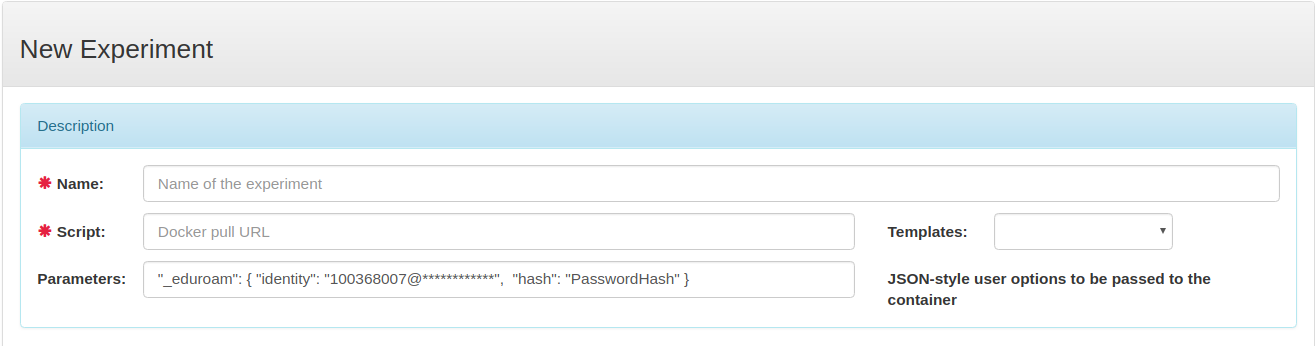 New Experiment
Description
Name: Name of the experiment
Script: Docker pull URL Templates:
Parameters: "_eduroam": { "identity": "100368007@************", "hash": "PasswordHash" } JSON-style user options to be passed to the
container